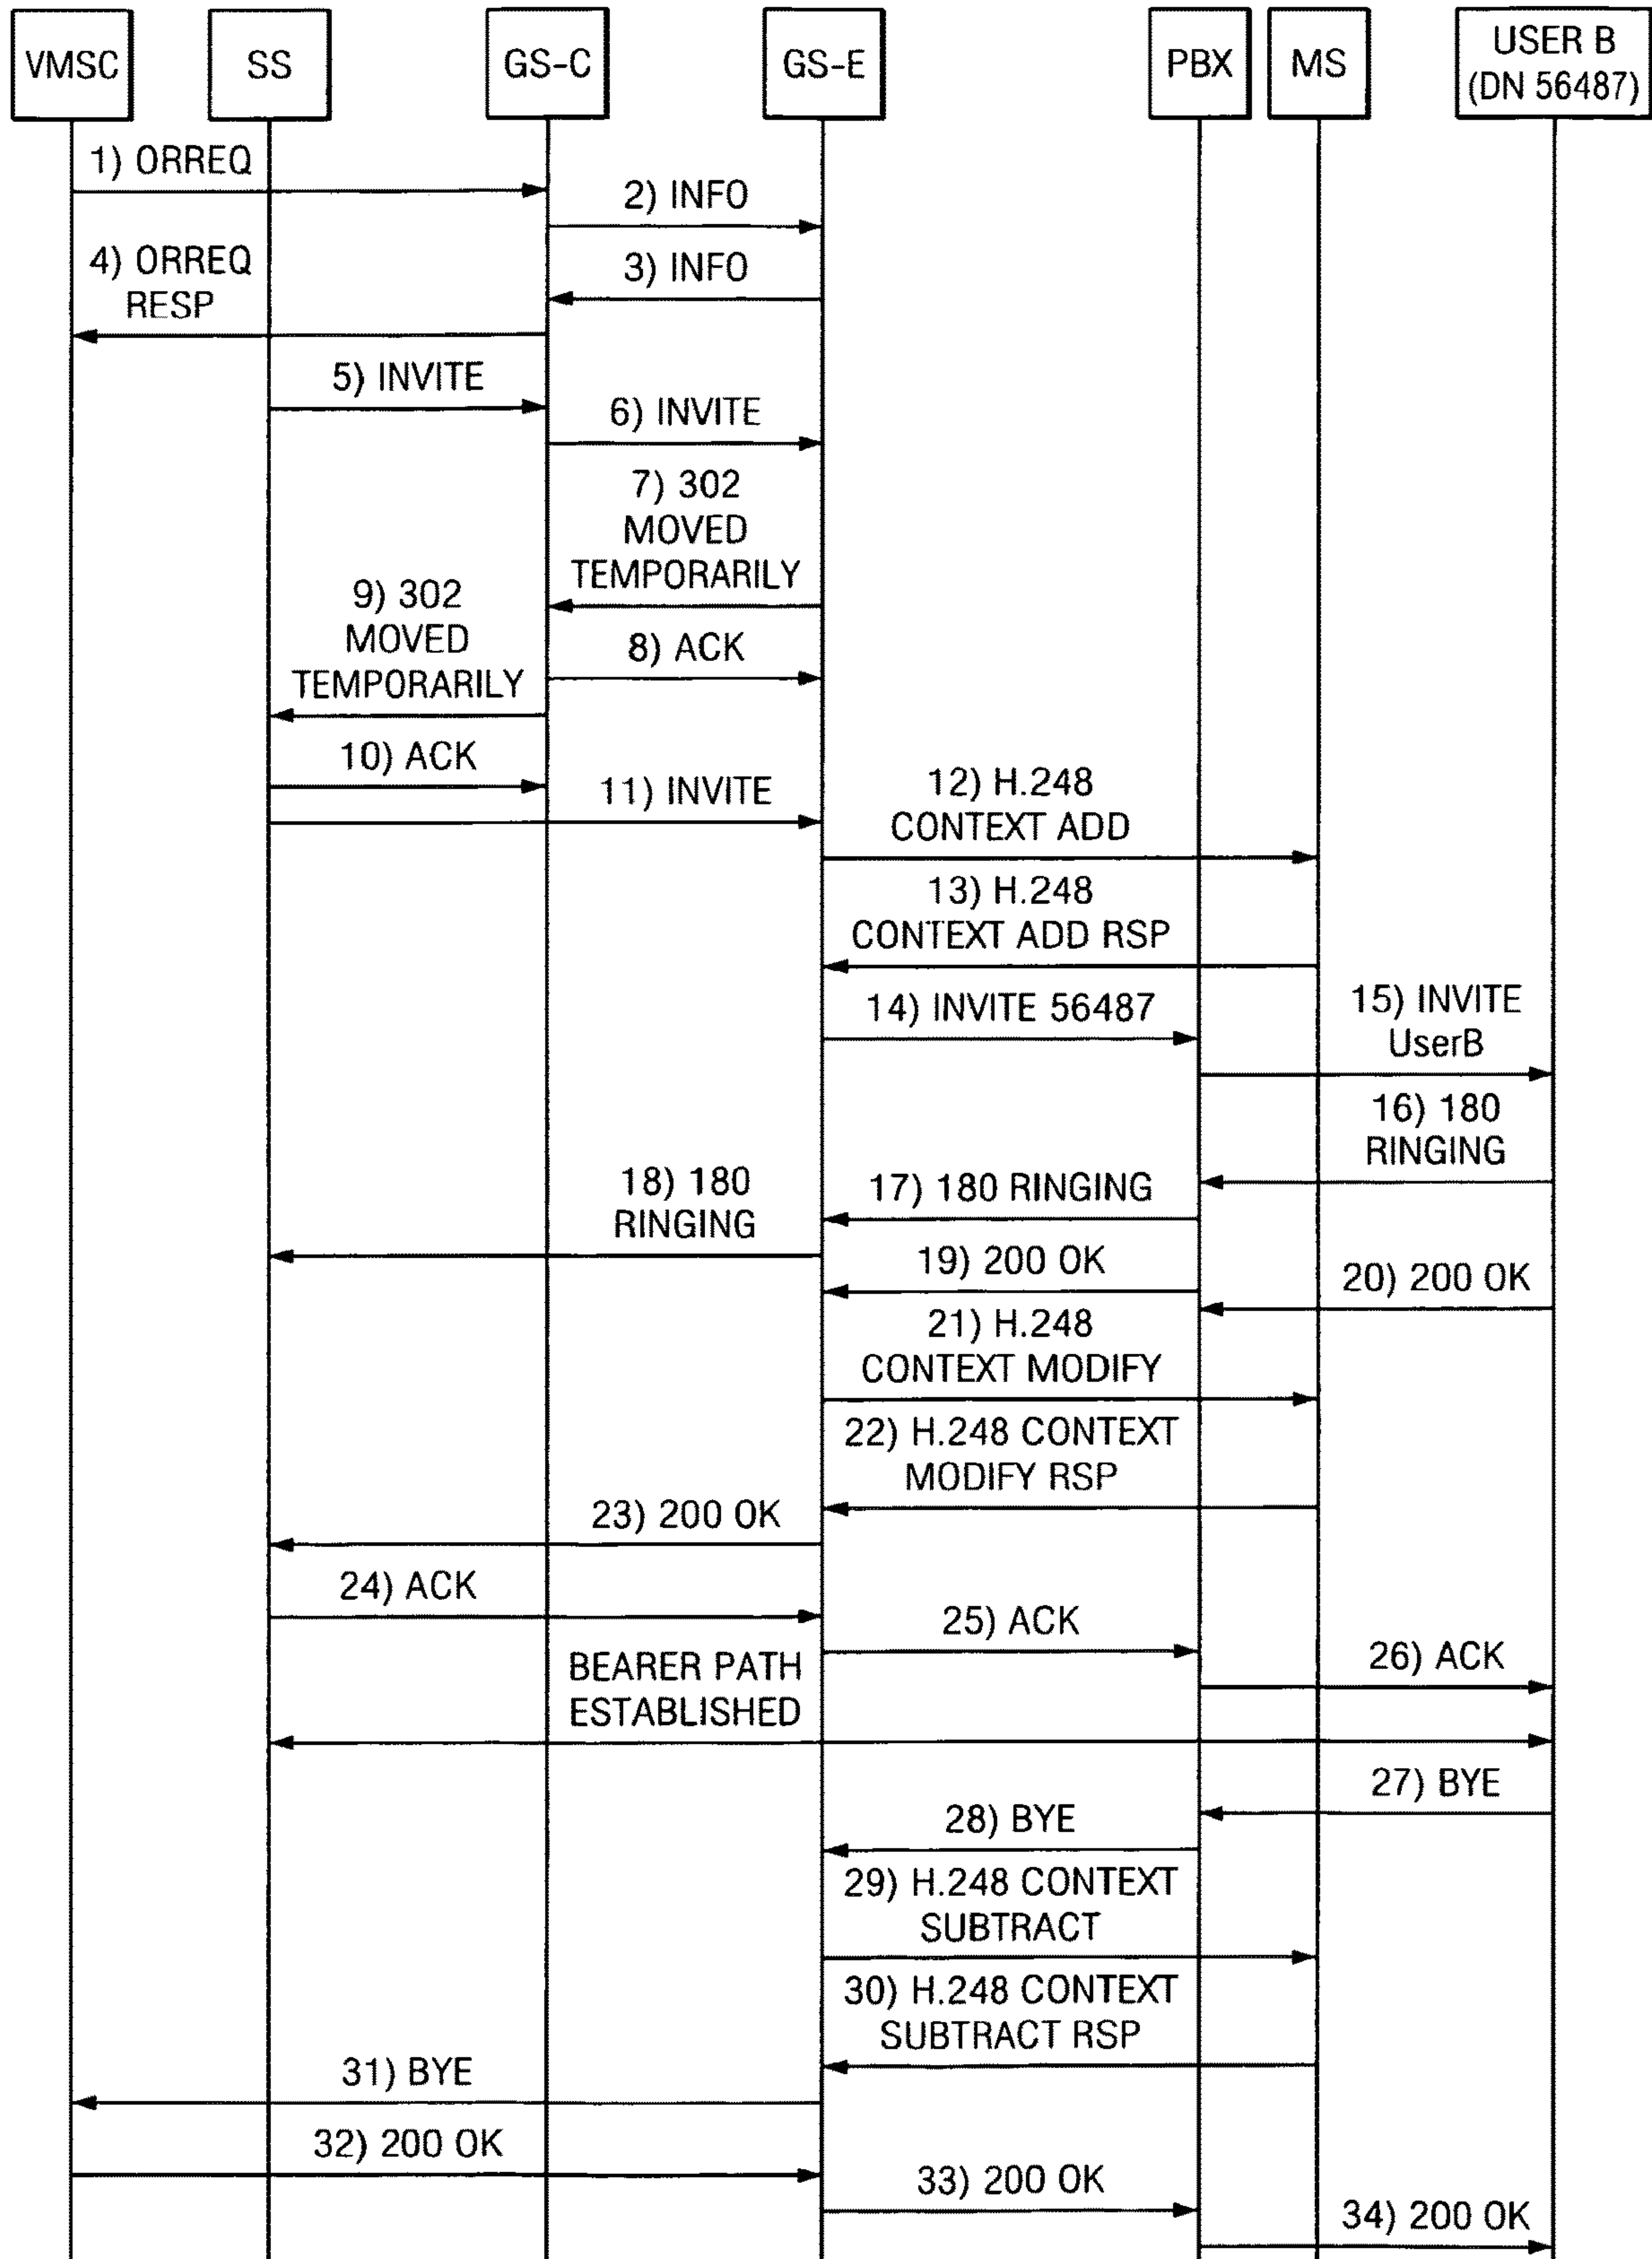 VMSC
SS
GS-C
GS-E
PBX
MS
USER B
(DN 56487)
1) ORREQ
2) INFO
4) ORREQ
RESP
3) INFO
5) INVITE
6) INVITE
7) 302
MOVED
TEMPORARILY
9) 302
MOVED
TEMPORARILY
8) ACK
10) ACK
11) INVITE
12) H.248
CONTEXT ADD
13) H.248
CONTEXT ADD RSP
14) INVITE 56487
15) INVITE
UserB
16) 180
RINGING
18) 180
RINGING
17) 180 RINGING
19) 200 OK
20) 200 OK
21) H.248
CONTEXT MODIFY
22) H.248 CONTEXT
MODIFY RSP
23) 200 OK
24) ACK
25) ACK
BEARER PATH
ESTABLISHED
26) ACK
27) BYE
28) BYE
29) H.248 CONTEXT
SUBTRACT
30) H.248 CONTEXT
SUBTRACT RSP
31) BYE
32) 200 OK
33) 200 OK
34) 200 OK